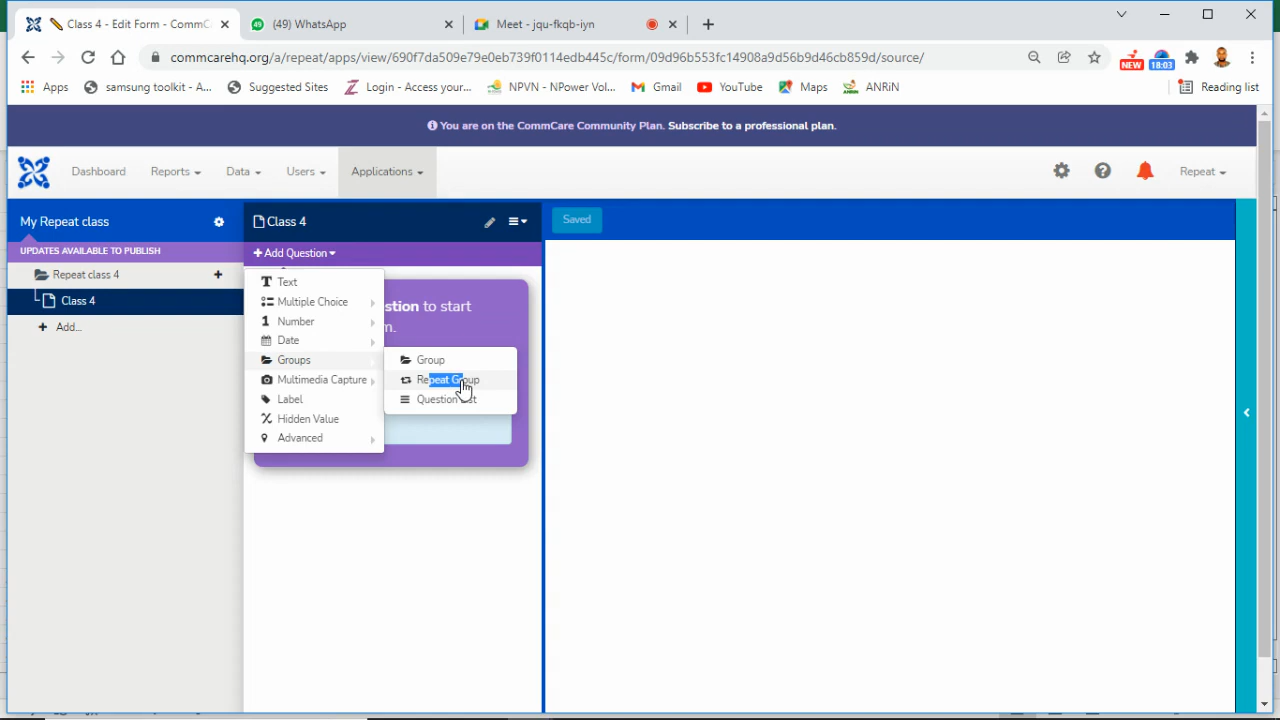 Class 4 - Edit Form - CommC
(49) WhatsApp
Meet - jqu-fkqb-iyn
commcarehq.org/a/repeat/apps/view/690f7da509e79e0eb739f0114edb445c/form/09d96b553fc14908a9d56b9d46cb859a/source/
NEW
18:03
Apps
samsung toolkit - A...
Suggested Sites
Login - Access your...
NPVN - NPower Vol...
Gmail
YouTube
Maps
ANRiN
Reading list
You are on the CommCare Community Plan. Subscribe to a professional plan.
Dashboard
Reports
Data
Users
Applications
Repeat
My Repeat class
Class 4
Saved
UPDATES AVAILABLE TO PUBLISH
+ Add Question
Repeat class 4
Class 4
+ Add...
Text
Multiple Choice
Number
Date
Groups
Multimedia Capture
Label
Hidden Value
Advanced
stion to start
m.
Group
Repeat Group
Question List